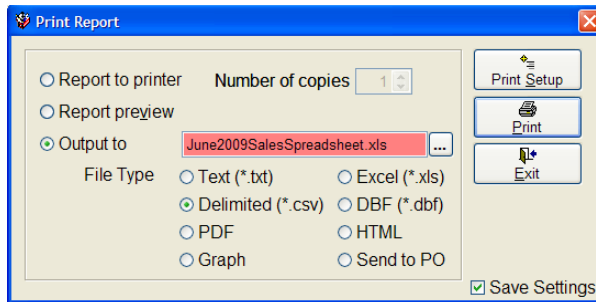 Print Report
Report to printer Number of copies 1
Report preview
Output to June2009SalesSpreadsheet.xls ...
File Type Text (*.txt) Excel (*.xls)
Delimited (*.csv) DBF (*.dbf)
PDF HTML
Graph Send to PO
Print Setup
Print
Exit
Save Settings